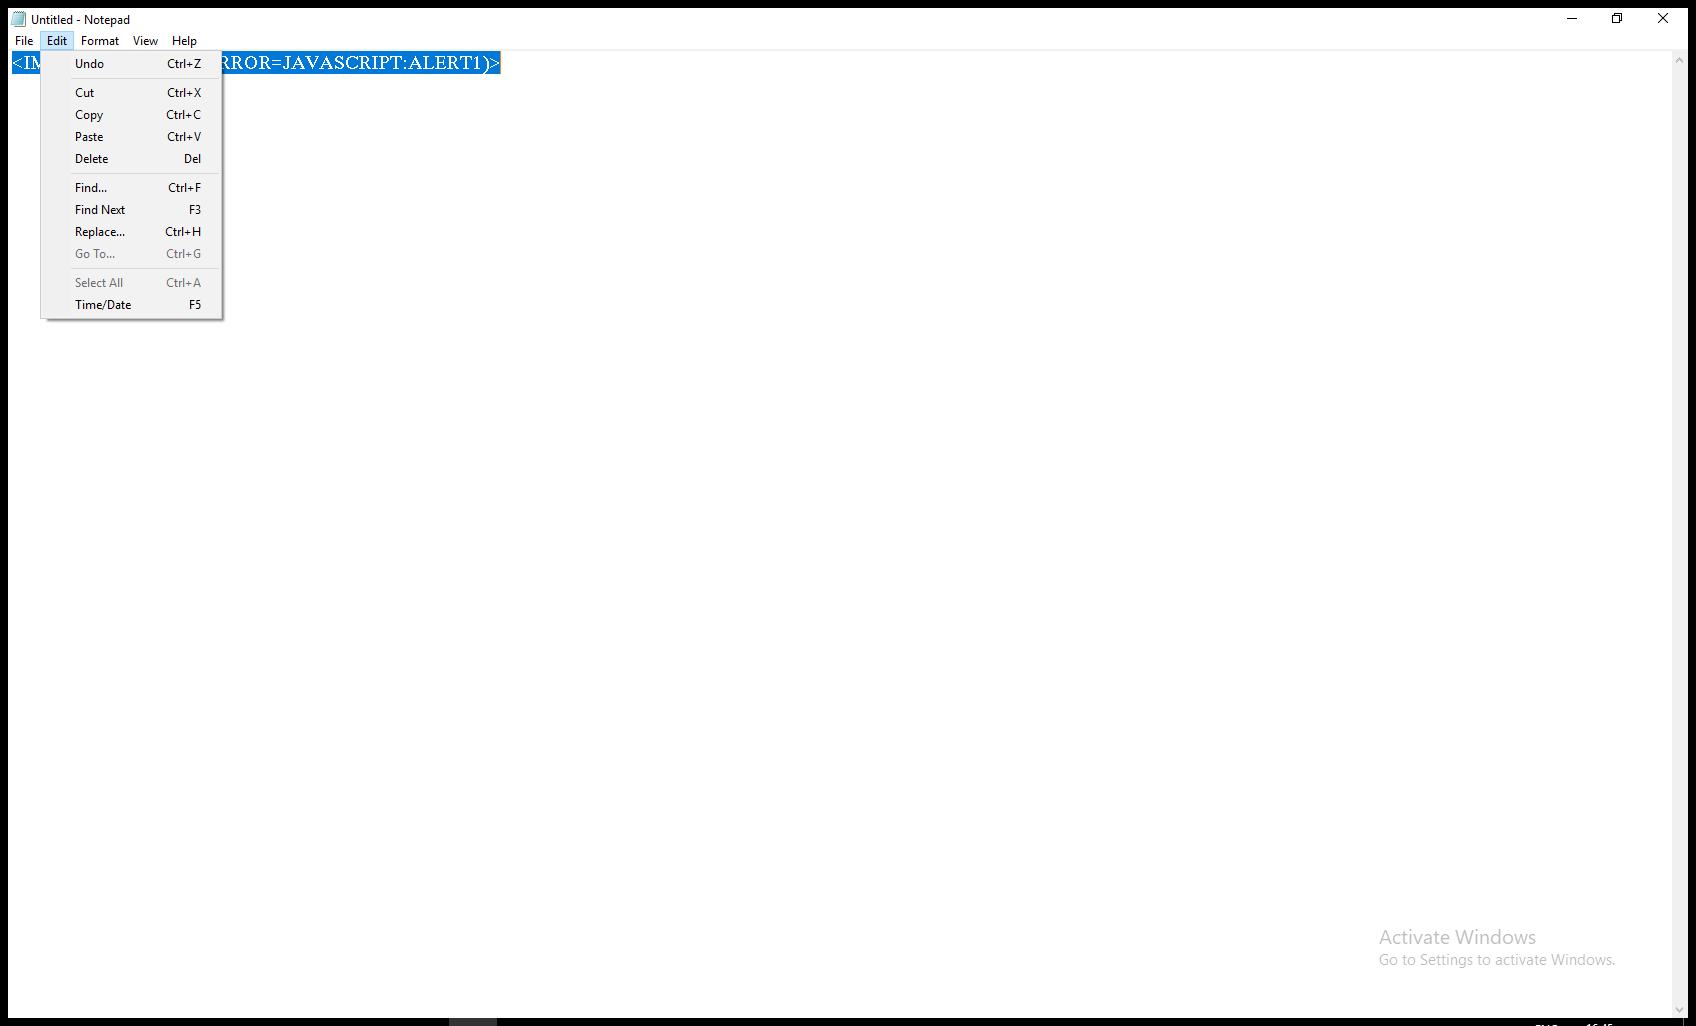 Untitled - Notepad
File Edit Format View Help
RROR=JAVASCRIPT:ALERT1)>
Undo Ctrl+Z
Cut Ctrl+X
Copy Ctrl+C
Paste Ctrl+V
Delete Del
Find... Ctrl+F
Find Next F3
Replace... Ctrl+H
Go To... Ctrl+G
Select All Ctrl+A
Time/Date F5
Activate Windows
Go to Settings to activate Windows.